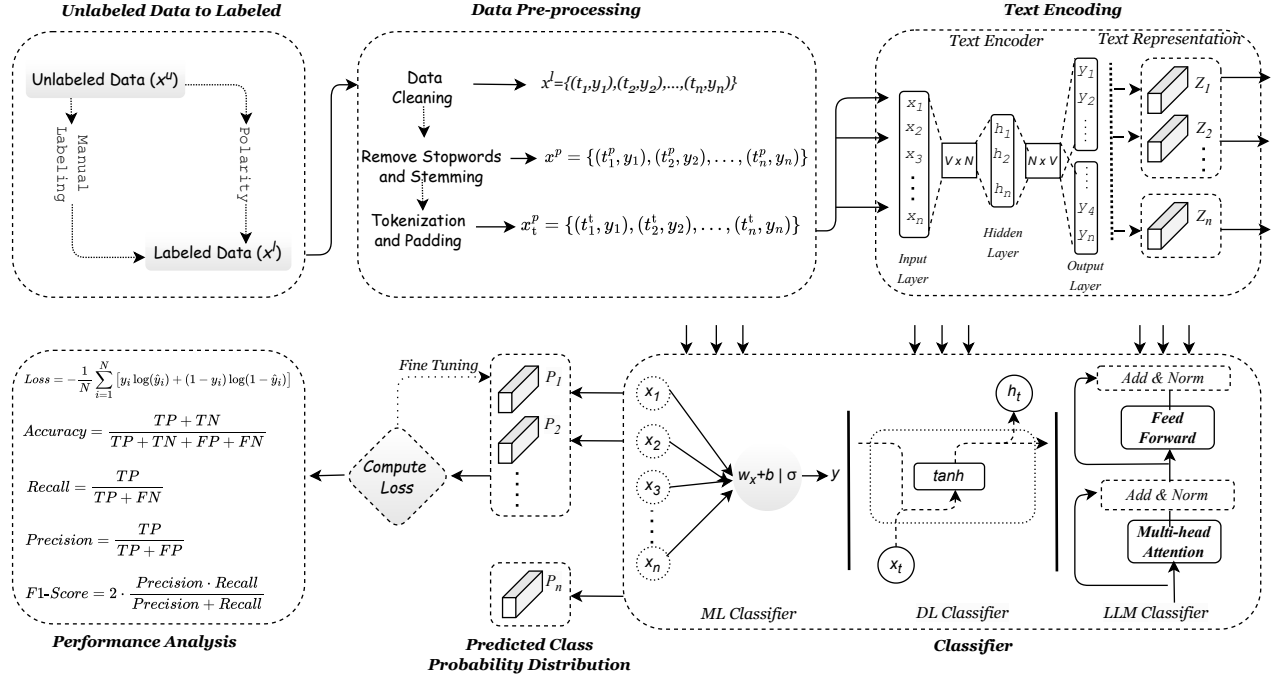 Unlabeled Data to Labeled
Unlabeled Data (x^u)
Manual
Labeling
Polarity
Labeled Data (x^l)
Data Pre-processing
Data
Cleaning
x^l={(t_1,y_1),(t_2,y_2),...,(t_n,y_n)}
Remove Stopwords
and Stemming
x^p = {(t_1^p, y_1), (t_2^p, y_2), . . . , (t_n^p, y_n)}
Tokenization
and Padding
x_t^p = {(t_1^t, y_1), (t_2^t, y_2), . . . , (t_n^t, y_n)}
Text Encoding
Text Encoder
Text Representation
x_1
x_2
x_3
x_n
Input
Layer
V x N
h_1
h_2
h_n
Hidden
Layer
N x V
y_1
y_2
y_4
y_n
Output
Layer
Z_1
Z_2
Z_n
Loss = -\frac{1}{N} \sum_{i=1}^{N} [y_i log(ŷ_i) + (1 − y_i) log(1 − ŷ_i)]
Accuracy = \frac{TP + TN}{TP + TN + FP + FN}
Recall = \frac{TP}{TP + FN}
Precision = \frac{TP}{TP + FP}
F1-Score = 2 · \frac{Precision · Recall}{Precision + Recall}
Performance Analysis
Fine Tuning
Compute
Loss
P_1
P_2
P_n
Predicted Class
Probability Distribution
x_1
x_2
x_3
x_n
w_x+b | σ
y
ML Classifier
h_t
tanh
x_t
DL Classifier
Add & Norm
Feed
Forward
Add & Norm
Multi-head
Attention
LLM Classifier
Classifier